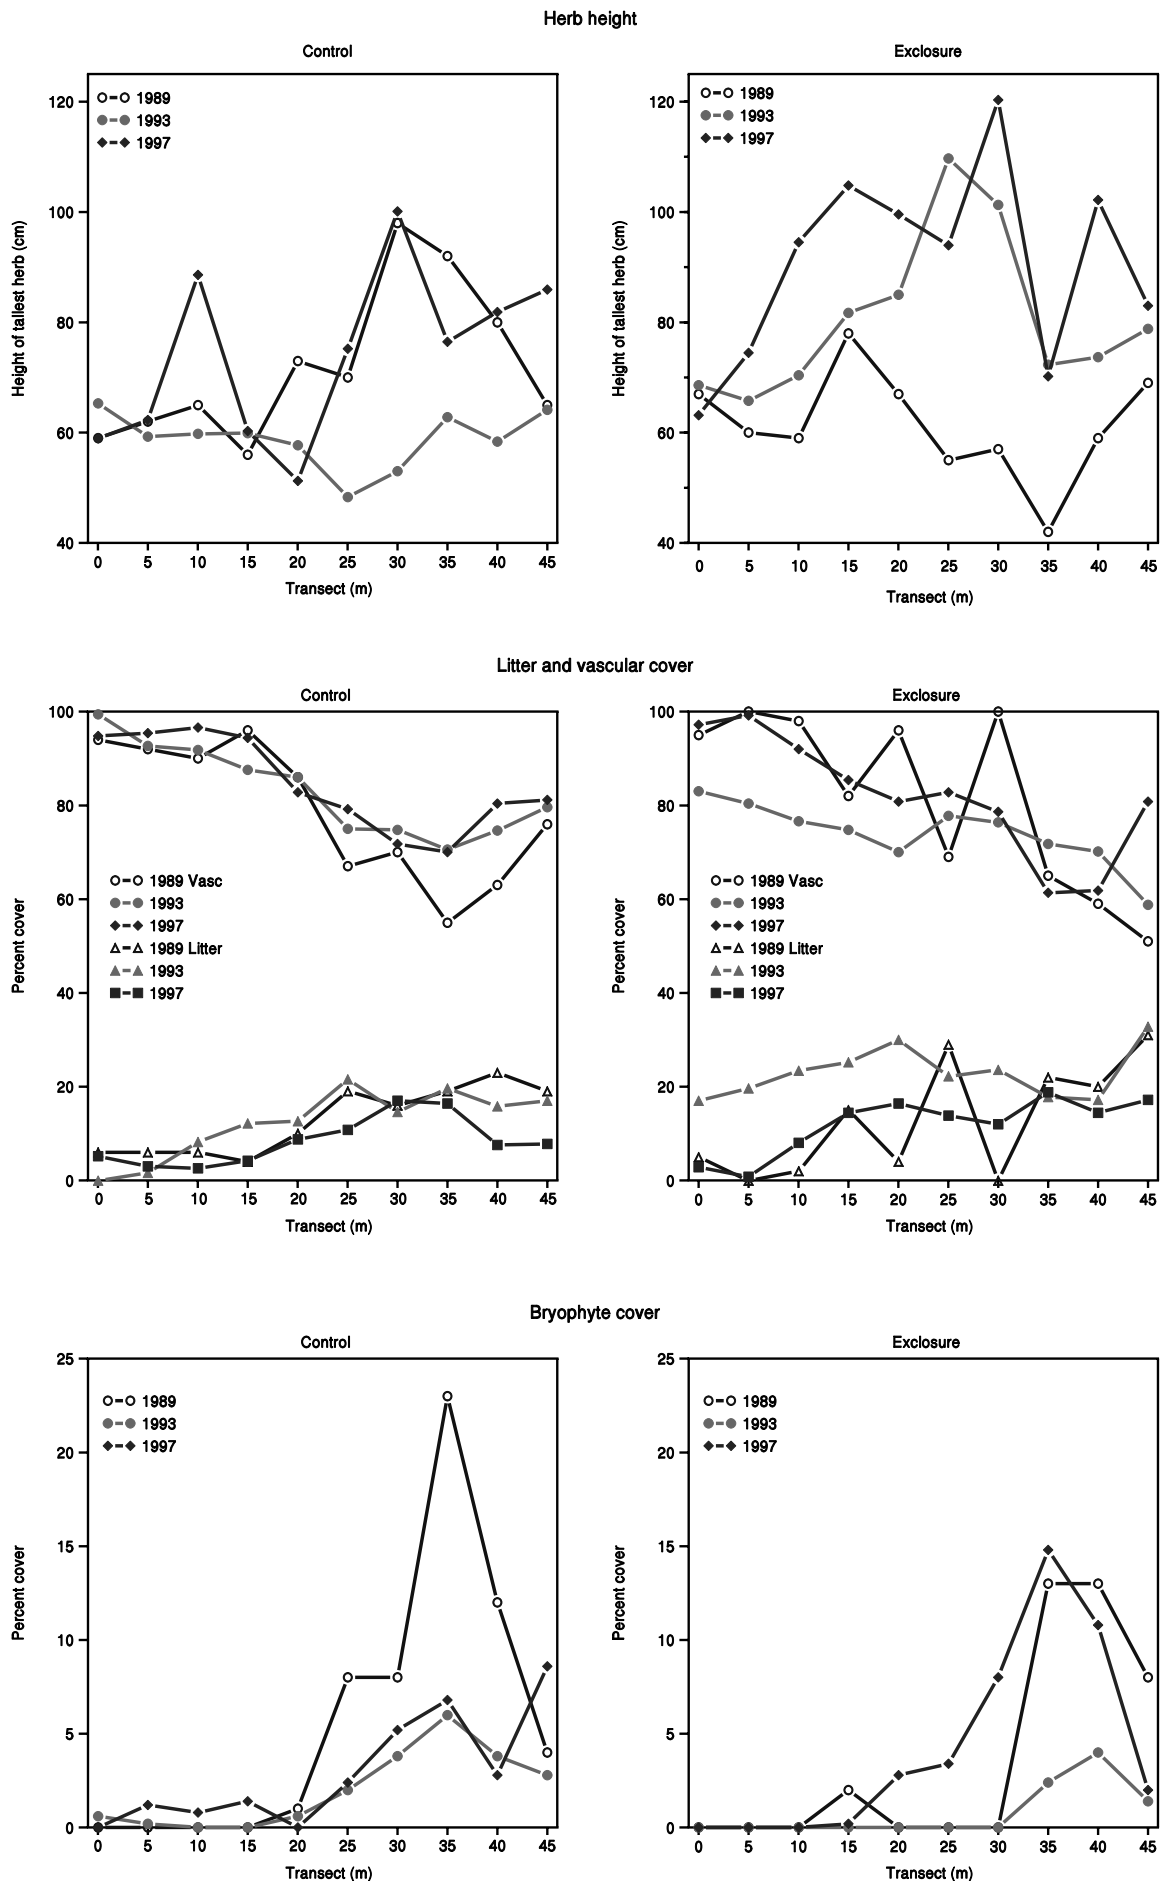 Herb height
Control
120
100
80
60
40
Height of tallest herb (cm)
1989
1993
1997
0 5 10 15 20 25 30 35 40 45
Transect (m)
Exclosure
120
100
80
60
40
Height of tallest herb (cm)
1989
1993
1997
0 5 10 15 20 25 30 35 40 45
Transect (m)
Litter and vascular cover
Control
100
80
60
40
20
0
Percent cover
1989 Vasc
1993
1997
1989 Litter
1993
1997
0 5 10 15 20 25 30 35 40 45
Transect (m)
Exclosure
100
80
60
40
20
0
Percent cover
1989 Vasc
1993
1997
1989 Litter
1993
1997
0 5 10 15 20 25 30 35 40 45
Transect (m)
Bryophyte cover
Control
25
20
15
10
5
0
Percent cover
1989
1993
1997
0 5 10 15 20 25 30 35 40 45
Transect (m)
Exclosure
25
20
15
10
5
0
Percent cover
1989
1993
1997
0 5 10 15 20 25 30 35 40 45
Transect (m)